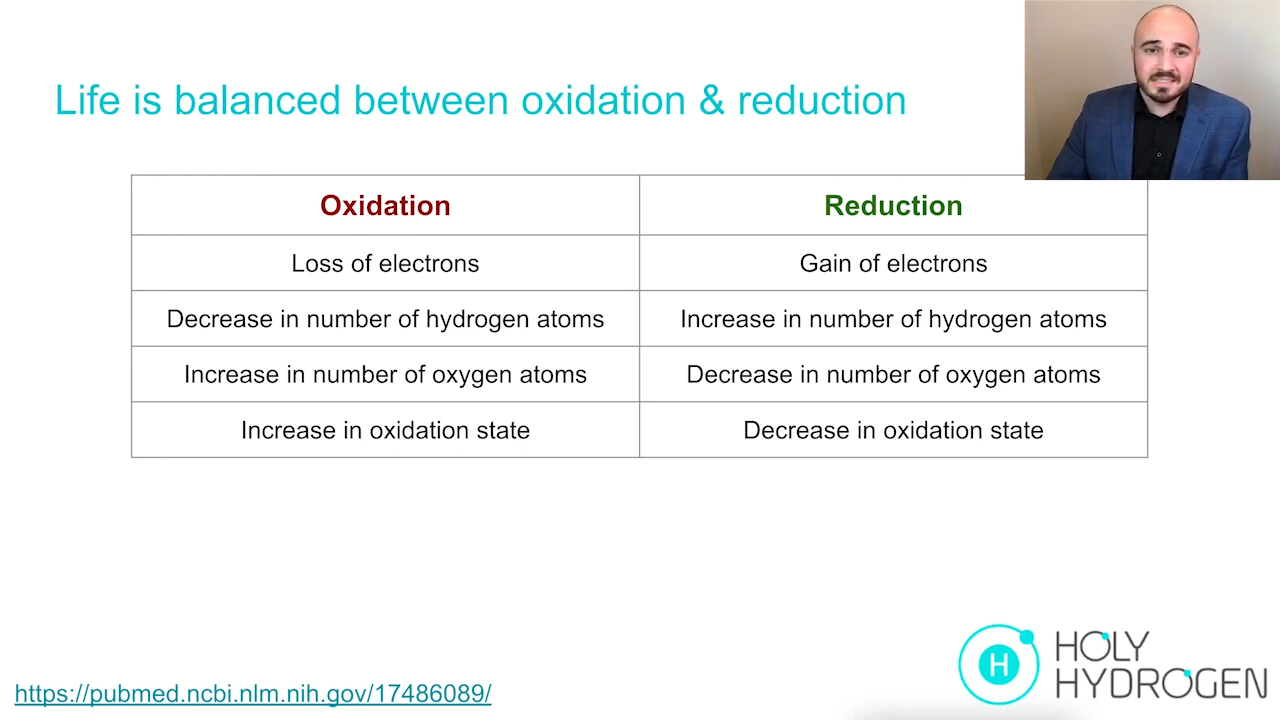 Life is balanced between oxidation & reduction
Oxidation
Reduction
Loss of electrons
Gain of electrons
Decrease in number of hydrogen atoms
Increase in number of hydrogen atoms
Increase in number of oxygen atoms
Decrease in number of oxygen atoms
Increase in oxidation state
Decrease in oxidation state
https://pubmed.ncbi.nlm.nih.gov/17486089/
H
HOLY
HYDROGEN